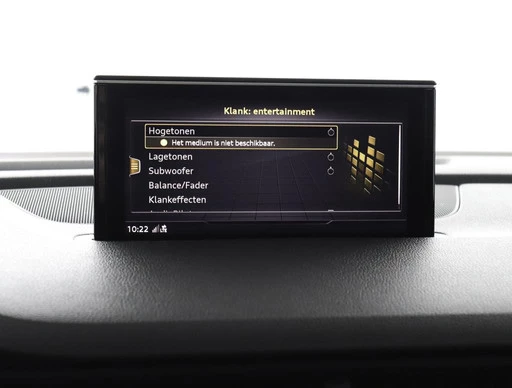 Klank: entertainment
Hogetonen
Het medium is niet beschikbaar.
Lagetonen
Subwoofer
Balance/Fader
Klankeffecten
10:22